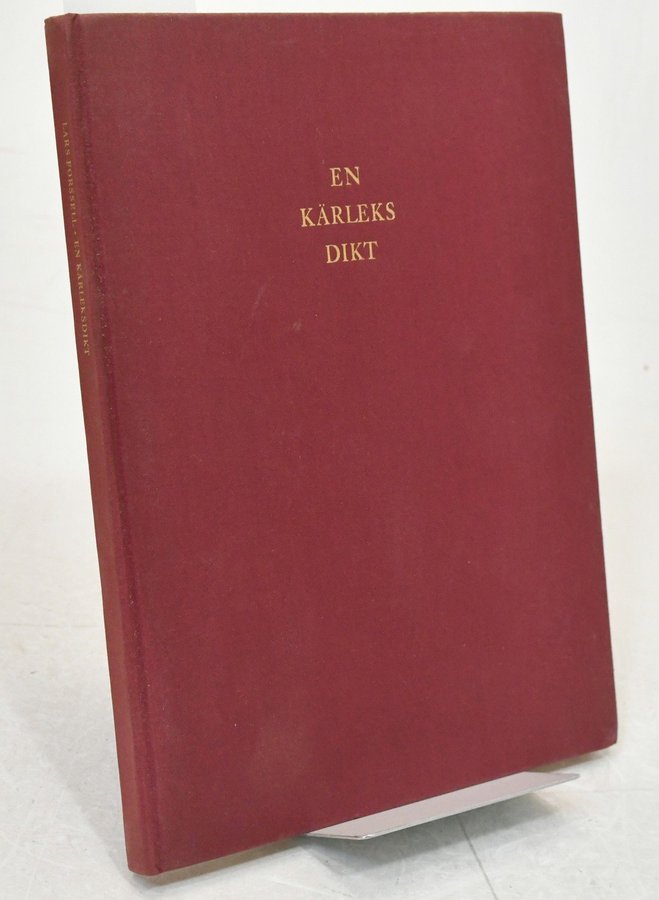 EN
KÄRLEKS
DIKT
LARS FORSSELL · EN KÄRLEKSDIKT